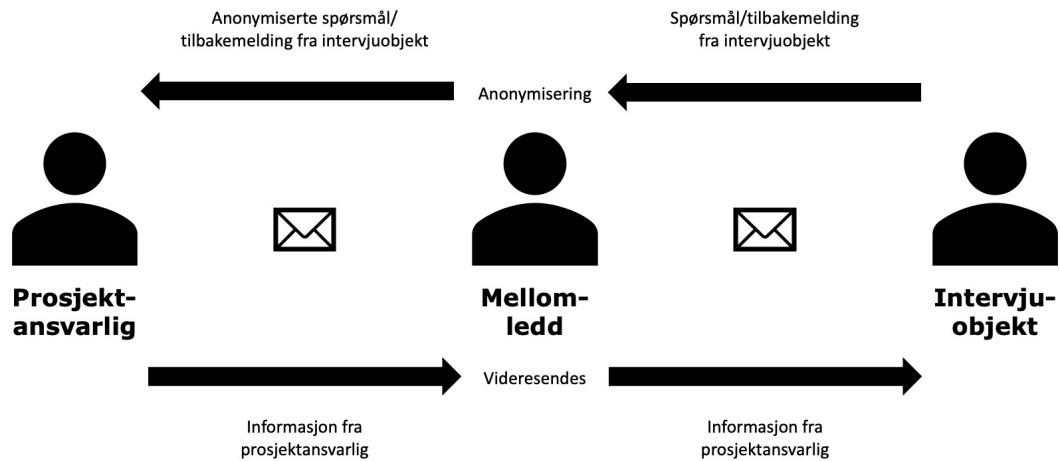 Anonymiserte spørsmål/
tilbakemelding fra intervjuobjekt
Spørsmål/tilbakemelding
fra intervjuobjekt
Anonymisering
Prosjekt-
ansvarlig
Mellom-
ledd
Intervju-
objekt
Videresendes
Informasjon fra
prosjektansvarlig
Informasjon fra
prosjektansvarlig